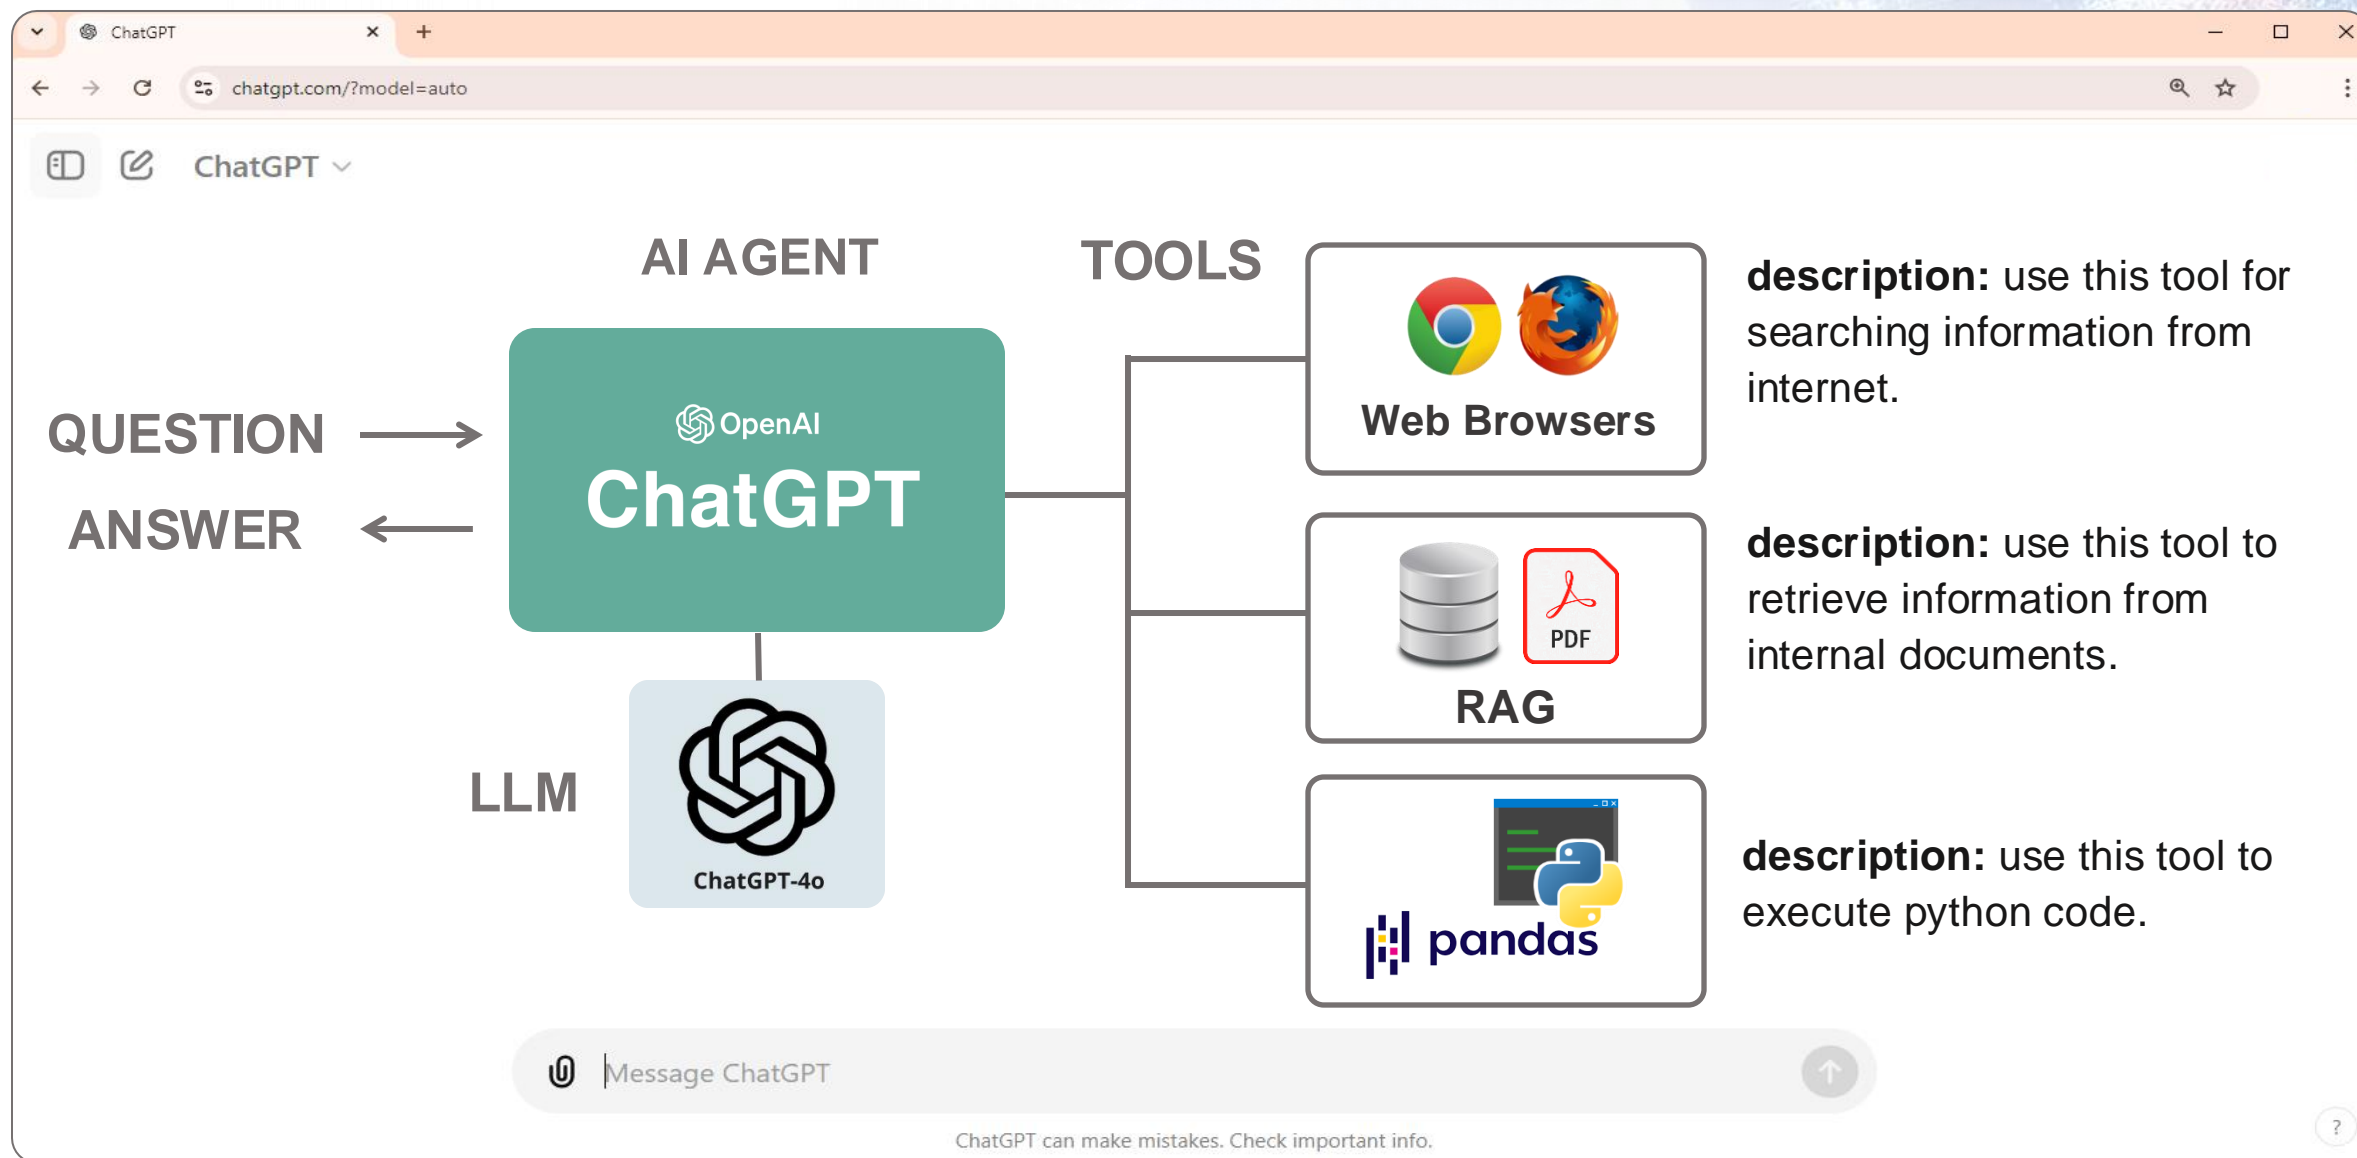 ChatGPT
chatgpt.com/?model=auto
ChatGPT
AI AGENT
TOOLS
QUESTION
ANSWER
OpenAI
ChatGPT
LLM
ChatGPT-4o
Web Browsers
description: use this tool for
searching information from
internet.
PDF
RAG
description: use this tool to
retrieve information from
internal documents.
pandas
description: use this tool to
execute python code.
Message ChatGPT
ChatGPT can make mistakes. Check important info.
?